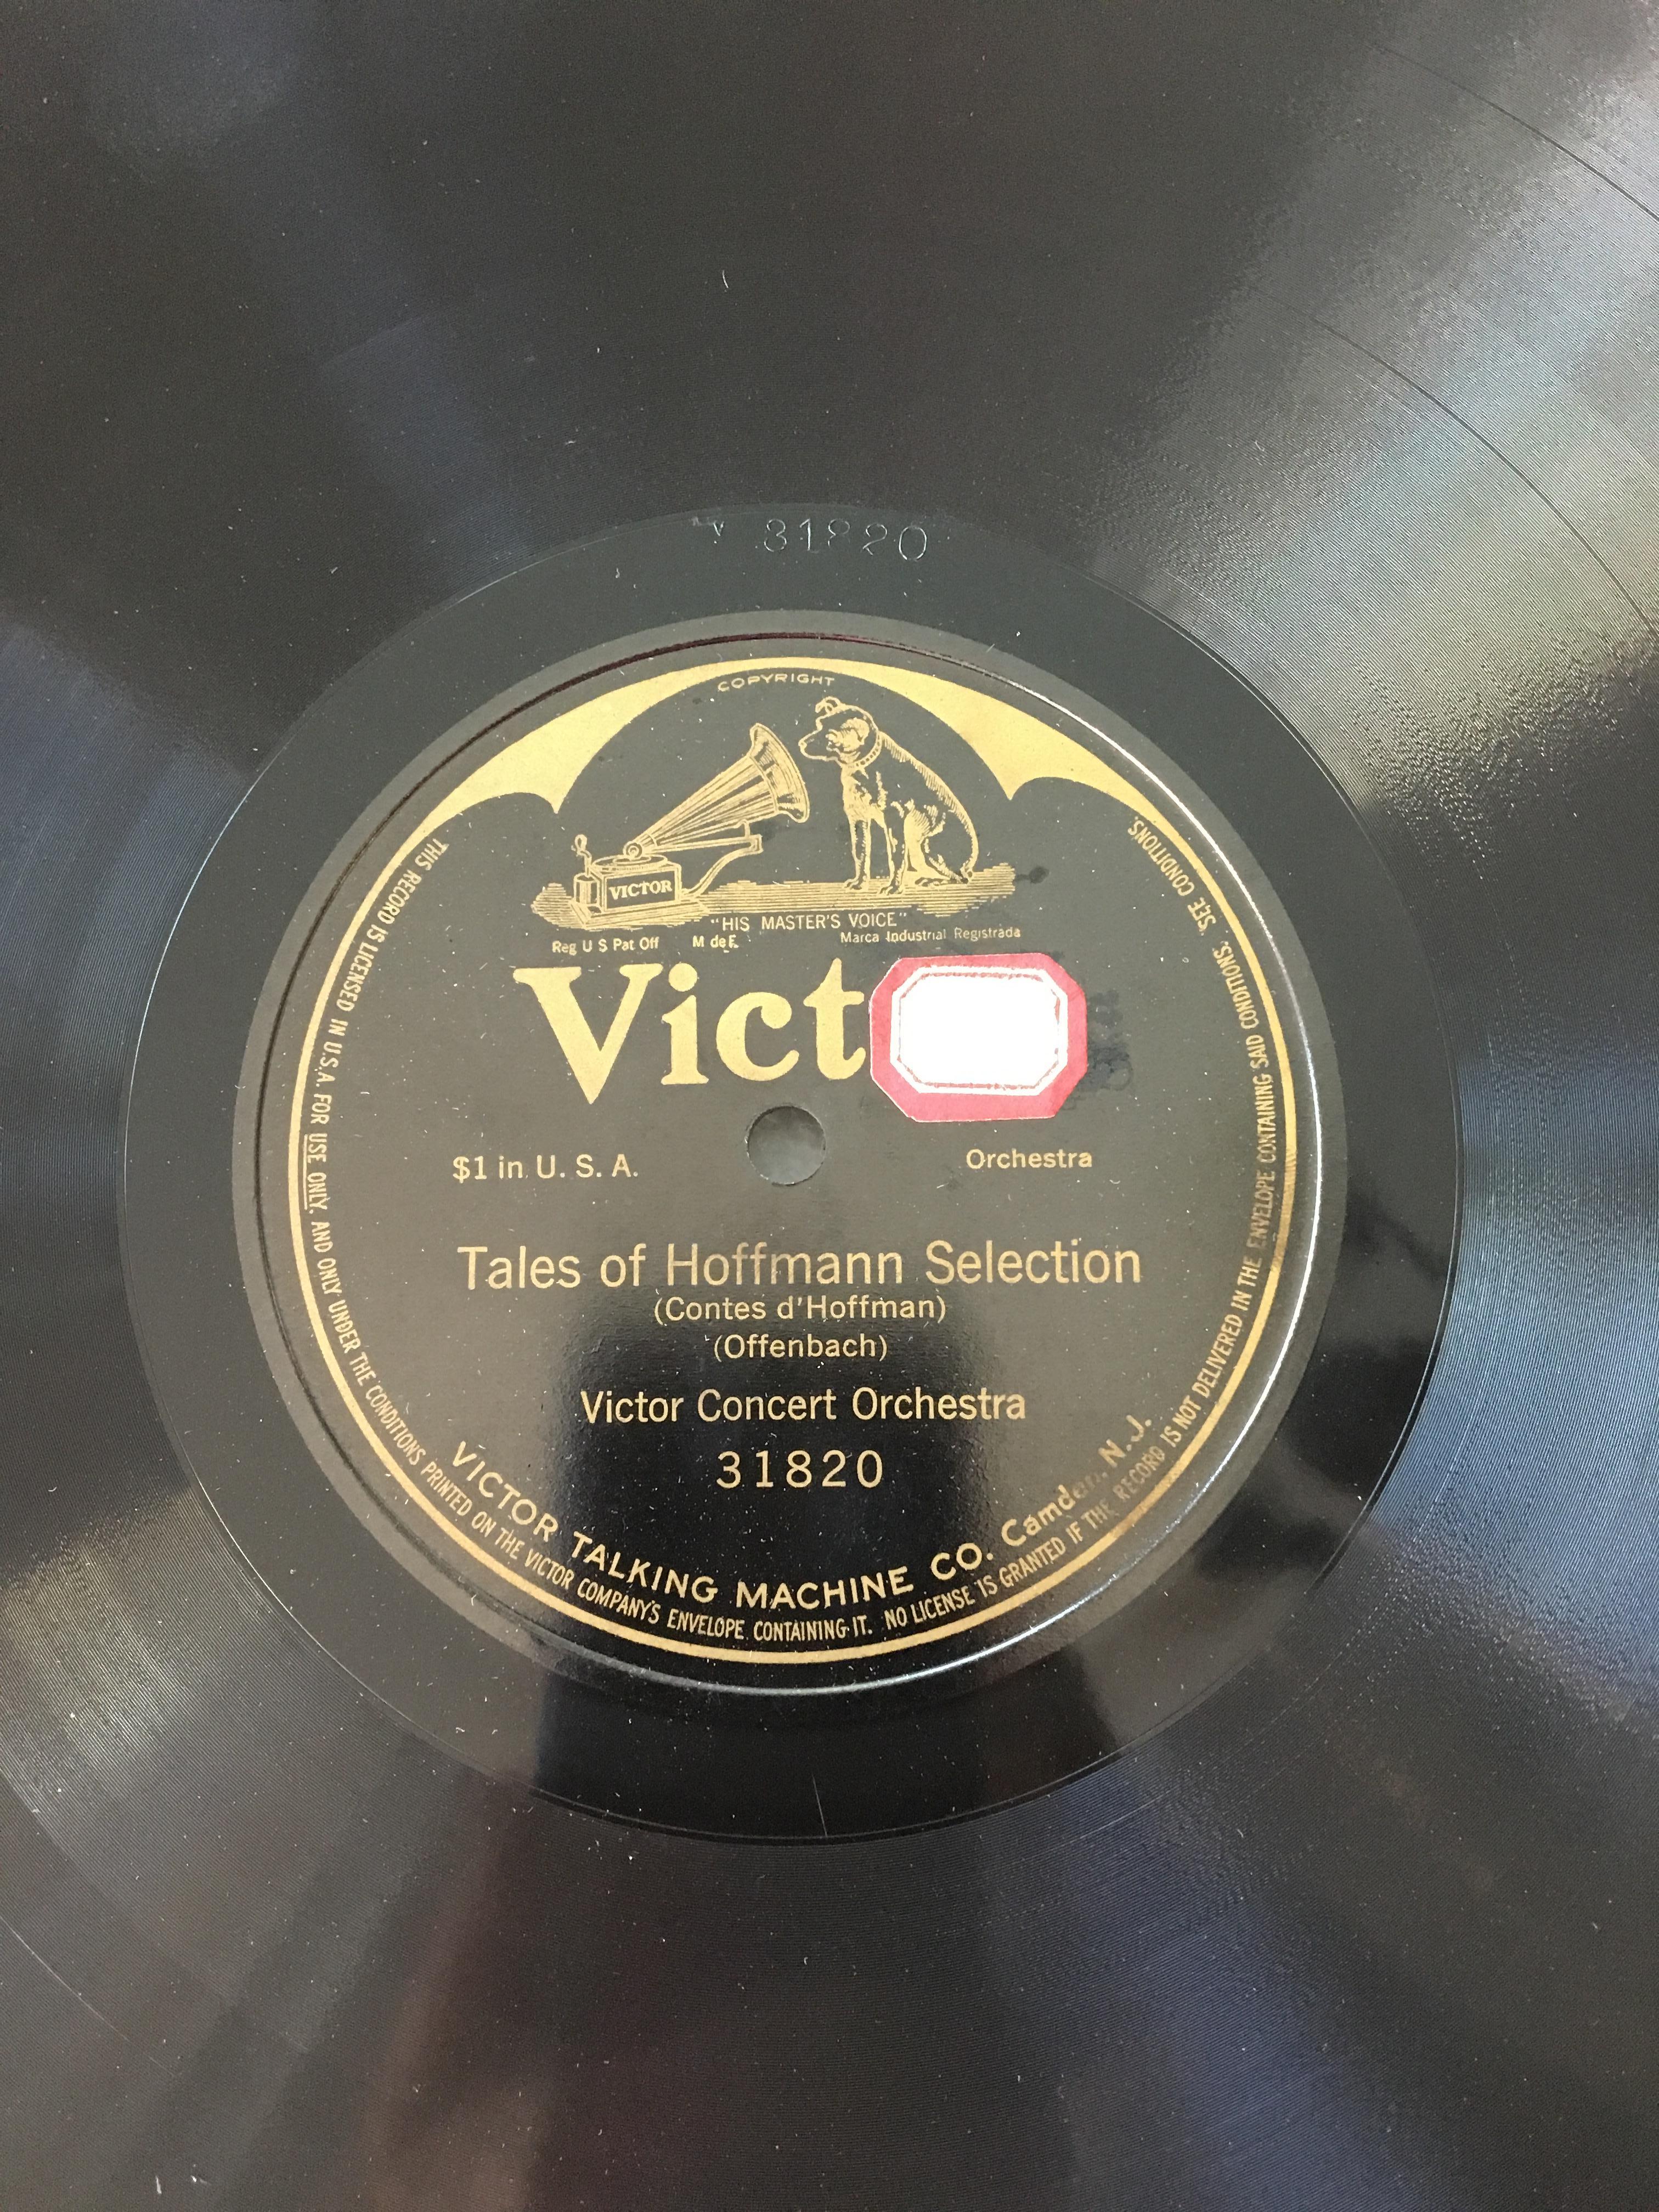 31820
COPYRIGHT
VICTOR
"HIS MASTER'S VOICE"
Reg U S Pat Off M de F. Marca Industrial Registrada
Vict
$1 in U. S. A.
Orchestra
Tales of Hoffmann Selection
(Contes d'Hoffman)
(Offenbach)
Victor Concert Orchestra
31820
VICTOR TALKING MACHINE CO. Camden, N. J.
THIS RECORD IS LICENSED IN U.S.A. FOR USE ONLY, AND ONLY UNDER THE CONDITIONS PRINTED ON THE VICTOR COMPANY'S ENVELOPE CONTAINING IT. NO LICENSE IS GRANTED IF THE RECORD IS NOT DELIVERED IN THE ENVELOPE CONTAINING SAID CONDITIONS. SEE CONDITIONS.